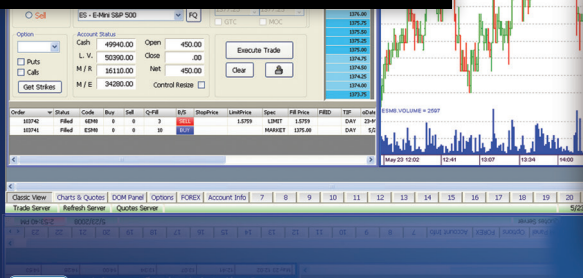 Sell
ES - E-Mini S&P 500
FQ
GTC
MOC
1376.00
1375.75
1375.50
1375.25
1375.00
1374.75
1374.50
1374.25
1374.00
1373.75
Option
Puts
Calls
Get Strikes
Account Status
Cash 49940.00 Open 450.00
L. V. 50390.00 Close .00
M / R 16110.00 Net 450.00
M / E 34280.00 Control Resize
Execute Trade
Clear
Order Status Code Buy Sell Q-Fill B/S StopPrice LimitPrice Spec Fill Price FillID TIF
103742 Filled 6EM8 0 0 3 SELL 1.5759 LIMIT 1.5759 DAY
103741 Filled ESM8 0 0 10 BUY MARKET 1375.00 DAY
ESM8.VOLUME = 2597
May 23 12:02 12:41 13:07 13:34 14:00
Classic View Charts & Quotes DOM Panel Options FOREX Account Info 7 8 9 10 11 12 13 14 15 16 17 18 19 20
Trade Server Refresh Server Quotes Server